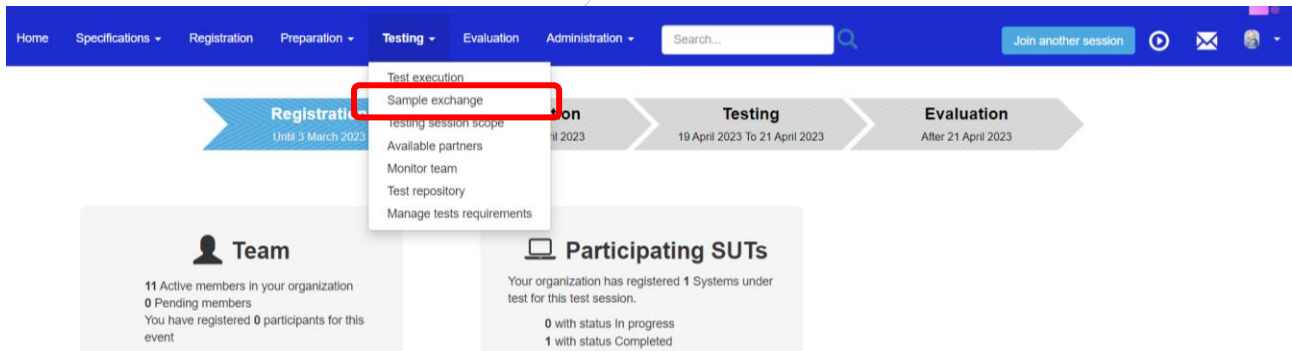 Home Specifications Registration Preparation Testing Evaluation Administration Search... Join another session
Test execution
Sample exchange
Testing session scope
Available partners
Monitor team
Test repository
Manage tests requirements
Registration
Until 3 March 2023
Testing
19 April 2023 To 21 April 2023
Evaluation
After 21 April 2023
Team
11 Active members in your organization
0 Pending members
You have registered 0 participants for this
event
Participating SUTs
Your organization has registered 1 Systems under
test for this test session.
0 with status In progress
1 with status Completed